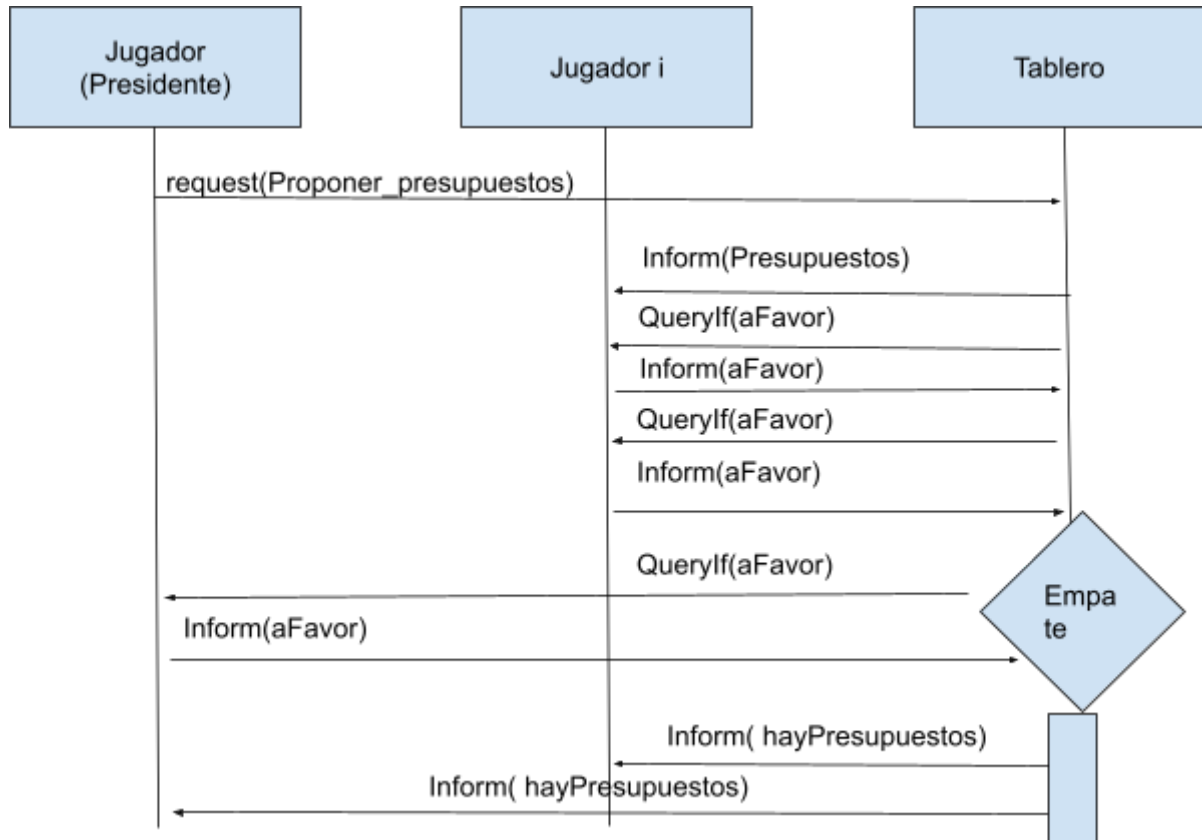 Jugador
(Presidente)
Jugador i
Tablero
request(Proponer_presupuestos)
Inform(Presupuestos)
QueryIf(aFavor)
Inform(aFavor)
QueryIf(aFavor)
Inform(aFavor)
QueryIf(aFavor)
Empa
te
Inform(aFavor)
Inform( hayPresupuestos)
Inform( hayPresupuestos)